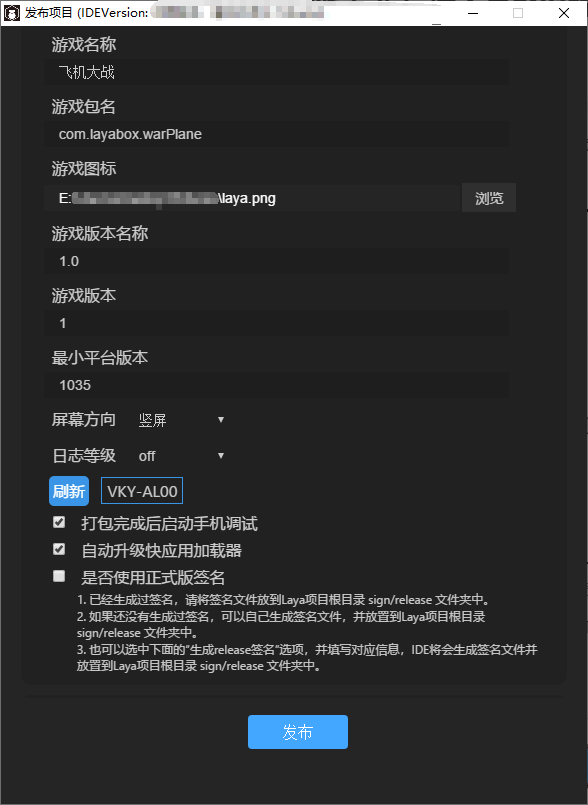 发布项目 (IDEVersion:
游戏名称
飞机大战
游戏包名
com.layabox.warPlane
游戏图标
E:
\laya.png
浏览
游戏版本名称
1.0
游戏版本
1
最小平台版本
1035
屏幕方向 竖屏
日志等级 off
刷新 VKY-AL00
打包完成后启动手机调试
自动升级快应用加载器
是否使用正式版签名
1. 已经生成过签名，请将签名文件放到Laya项目根目录 sign/release 文件夹中。
2. 如果还没有生成过签名，可以自己生成签名文件，并放置到Laya项目根目录
sign/release 文件夹中。
3. 也可以选中下面的"生成release签名"选项，并填写对应信息，IDE将会生成签名文件并
放置到Laya项目根目录 sign/release 文件夹中。
发布